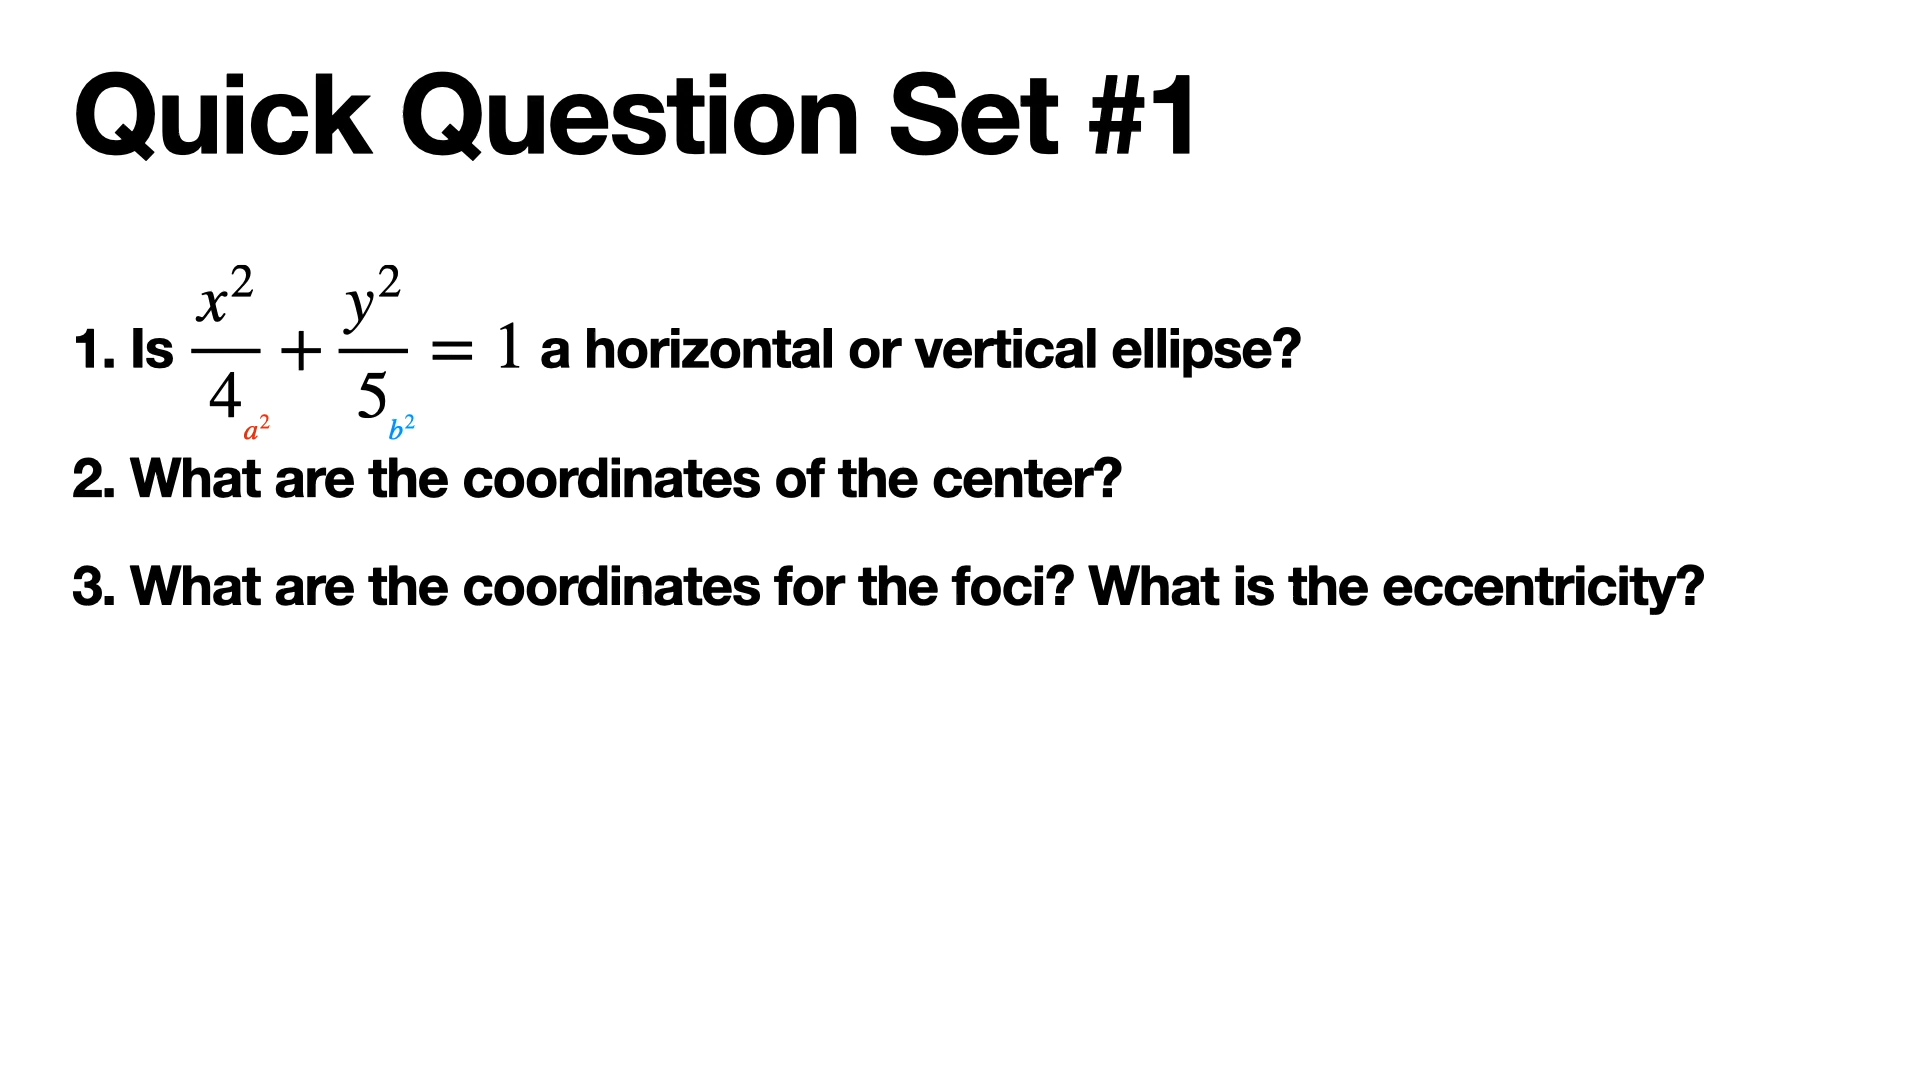 Quick Question Set #1
1. Is x²/4 + y²/5 = 1 a horizontal or vertical ellipse?
a² b²
2. What are the coordinates of the center?
3. What are the coordinates for the foci? What is the eccentricity?